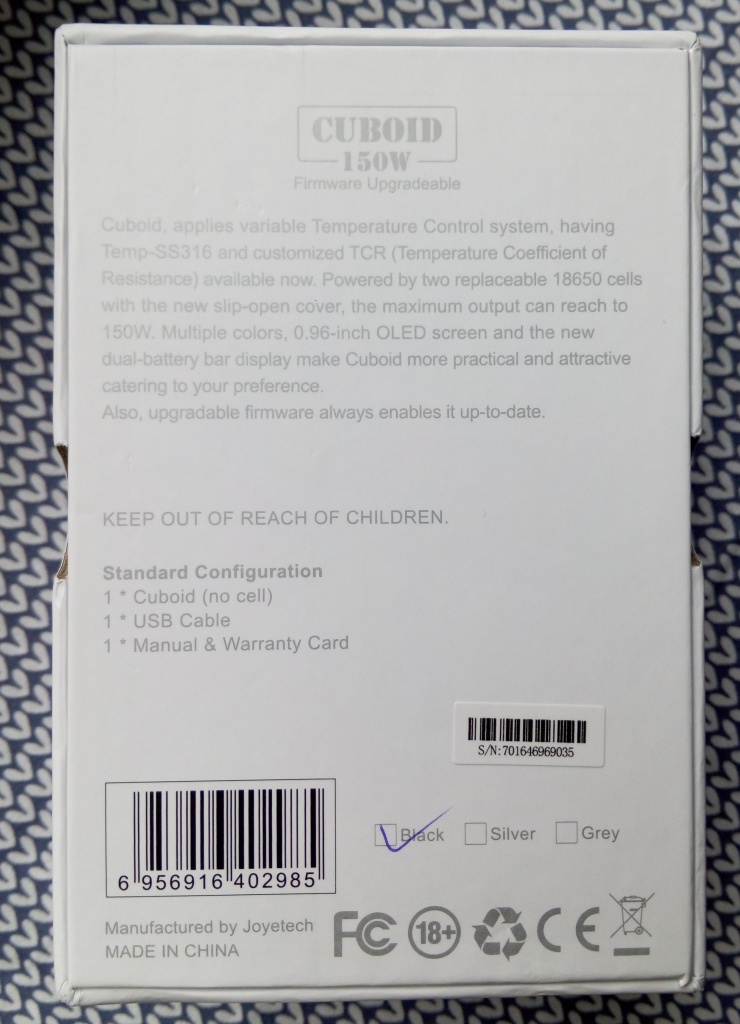 CUBOID
150W
Firmware Upgradeable
Cuboid, applies variable Temperature Control system, having
Temp-SS316 and customized TCR (Temperature Coefficient of
Resistance) available now. Powered by two replaceable 18650 cells
with the new slip-open cover, the maximum output can reach to
150W. Multiple colors, 0.96-inch OLED screen and the new
dual-battery bar display make Cuboid more practical and attractive
catering to your preference.
Also, upgradable firmware always enables it up-to-date.
KEEP OUT OF REACH OF CHILDREN.
Standard Configuration
1 * Cuboid (no cell)
1 * USB Cable
1 * Manual & Warranty Card
S/N:701646969035
6 956916 402985
Black Silver Grey
Manufactured by Joyetech
MADE IN CHINA
FC 18+ CE